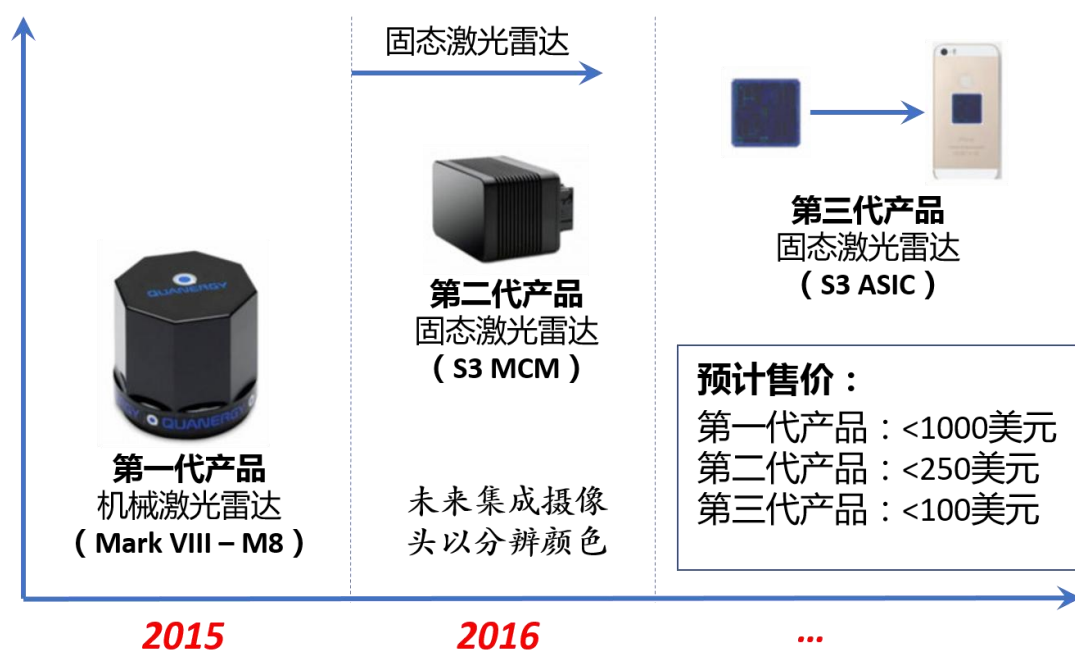 固态激光雷达
QUANERGY
QUANERGY
第一代产品
机械激光雷达
（Mark VIII – M8）
第二代产品
固态激光雷达
（S3 MCM）
未来集成摄像
头以分辨颜色
第三代产品
固态激光雷达
（S3 ASIC）
预计售价：
第一代产品：<1000美元
第二代产品：<250美元
第三代产品：<100美元
2015
2016
...